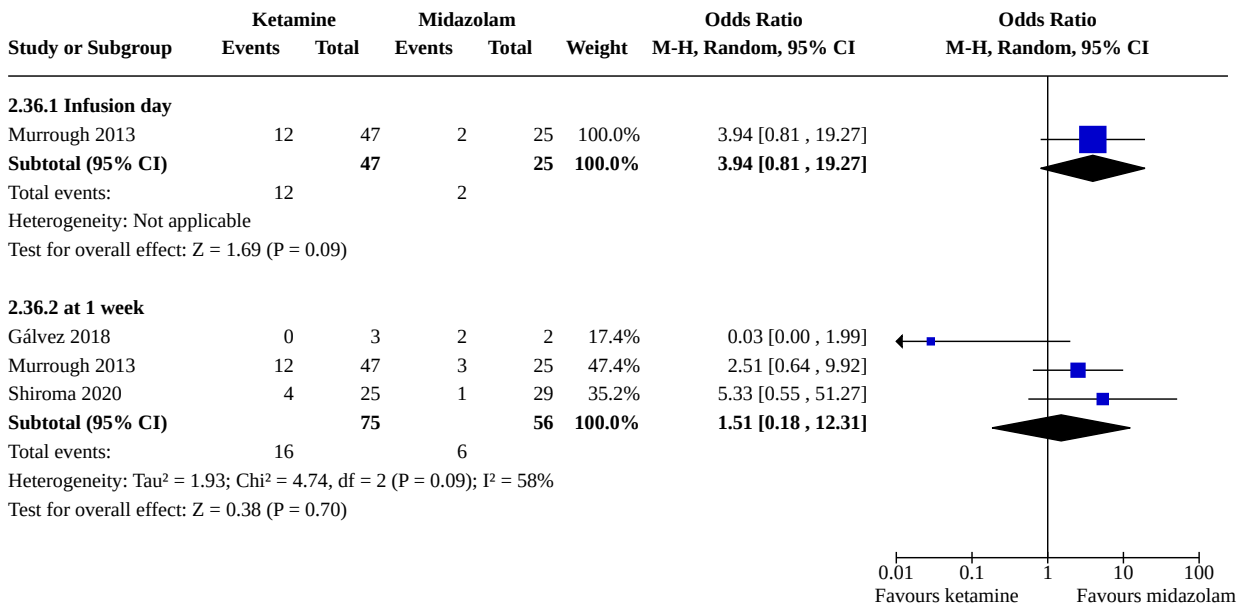 Ketamine Midazolam Odds Ratio Odds Ratio
Study or Subgroup Events Total Events Total Weight M-H, Random, 95% CI M-H, Random, 95% CI
2.36.1 Infusion day
Murrough 2013 12 47 2 25 100.0% 3.94 [0.81 , 19.27]
Subtotal (95% CI) 47 25 100.0% 3.94 [0.81 , 19.27]
Total events: 12 2
Heterogeneity: Not applicable
Test for overall effect: Z = 1.69 (P = 0.09)
2.36.2 at 1 week
Gálvez 2018 0 3 2 2 17.4% 0.03 [0.00 , 1.99]
Murrough 2013 12 47 3 25 47.4% 2.51 [0.64 , 9.92]
Shiroma 2020 4 25 1 29 35.2% 5.33 [0.55 , 51.27]
Subtotal (95% CI) 75 56 100.0% 1.51 [0.18 , 12.31]
Total events: 16 6
Heterogeneity: Tau² = 1.93; Chi² = 4.74, df = 2 (P = 0.09); I² = 58%
Test for overall effect: Z = 0.38 (P = 0.70)
0.01 0.1 1 10 100
Favours ketamine Favours midazolam